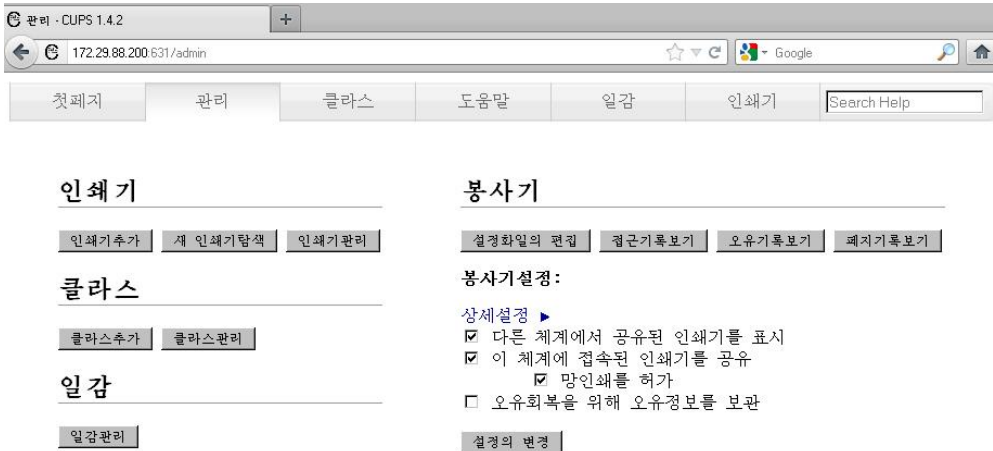 관리 - CUPS 1.4.2
172.29.88.200:631/admin
Google
첫페지 관리 클라스 도움말 일감 인쇄기 Search Help
인쇄기
인쇄기추가 새 인쇄기탐색 인쇄기관리
클라스
클라스추가 클라스관리
일감
일감관리
봉사기
설정화일의 편집 접근기록보기 오유기록보기 페지기록보기
봉사기설정:
상세설정 ▶
다른 체계에서 공유된 인쇄기를 표시
이 체계에 접속된 인쇄기를 공유
망인쇄를 허가
오유회복을 위해 오유정보를 보관
설정의 변경